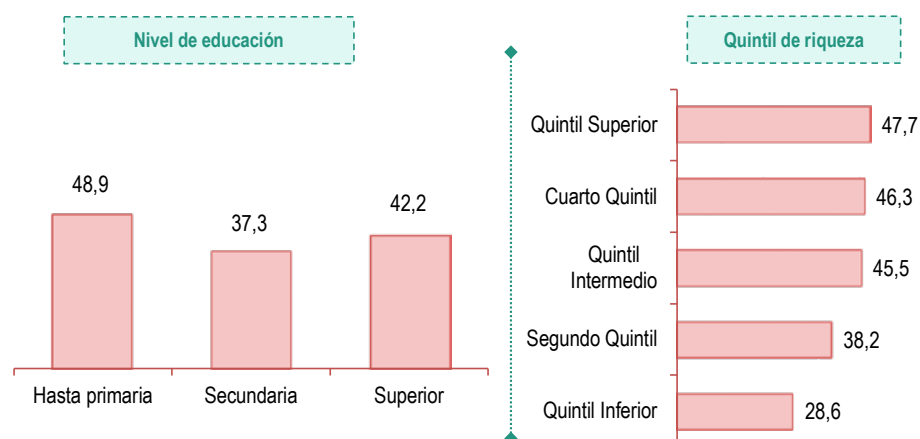 Nivel de educación
48,9
37,3
42,2
Hasta primaria
Secundaria
Superior
Quintil de riqueza
Quintil Superior
47,7
Cuarto Quintil
46,3
Quintil
Intermedio
45,5
Segundo Quintil
38,2
Quintil Inferior
28,6